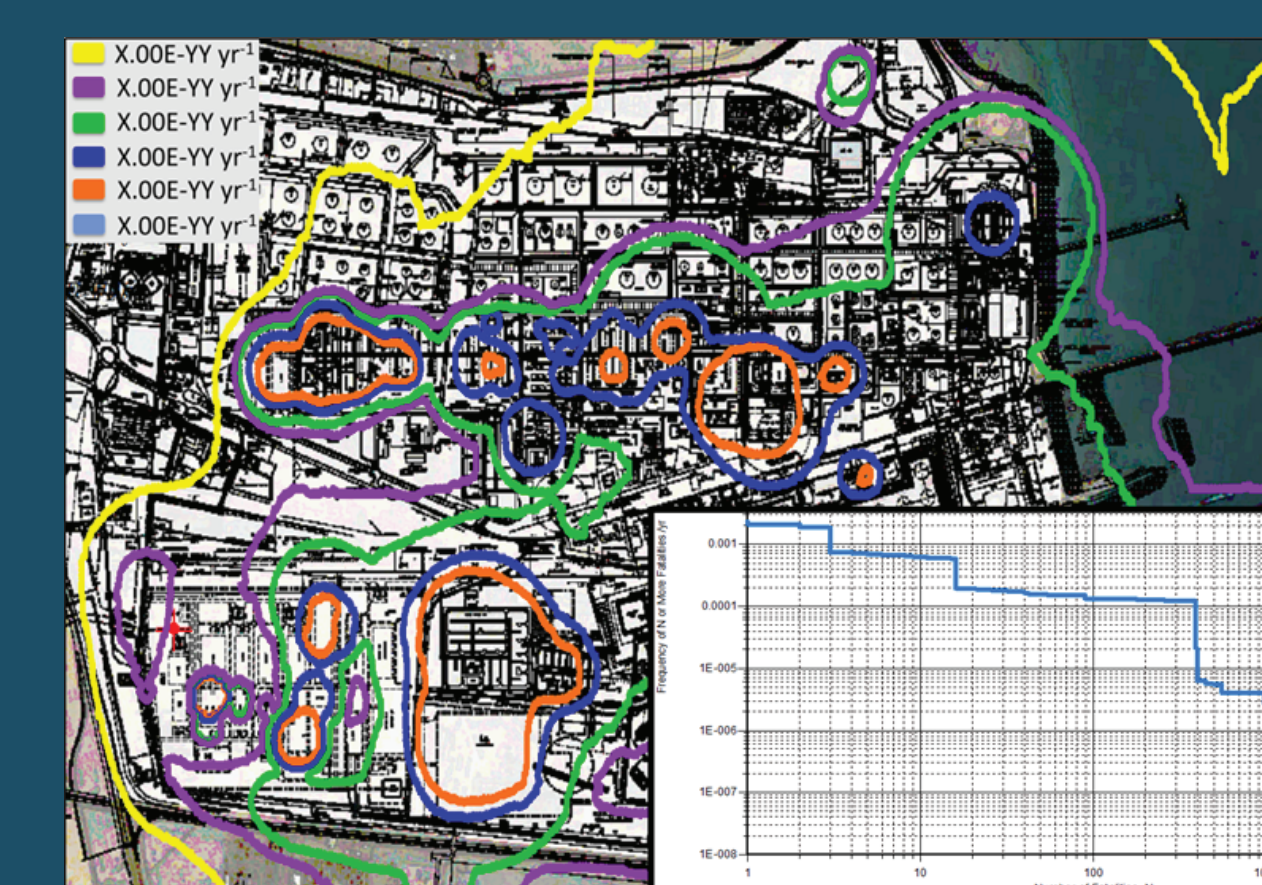 X.00E-YY yr-1
X.00E-YY yr-1
X.00E-YY yr-1
X.00E-YY yr-1
X.00E-YY yr-1
X.00E-YY yr-1
Frequency of N or More Fatalities /yr
0.001
0.0001
1E-005
1E-006
1E-007
1E-008
1
10
100